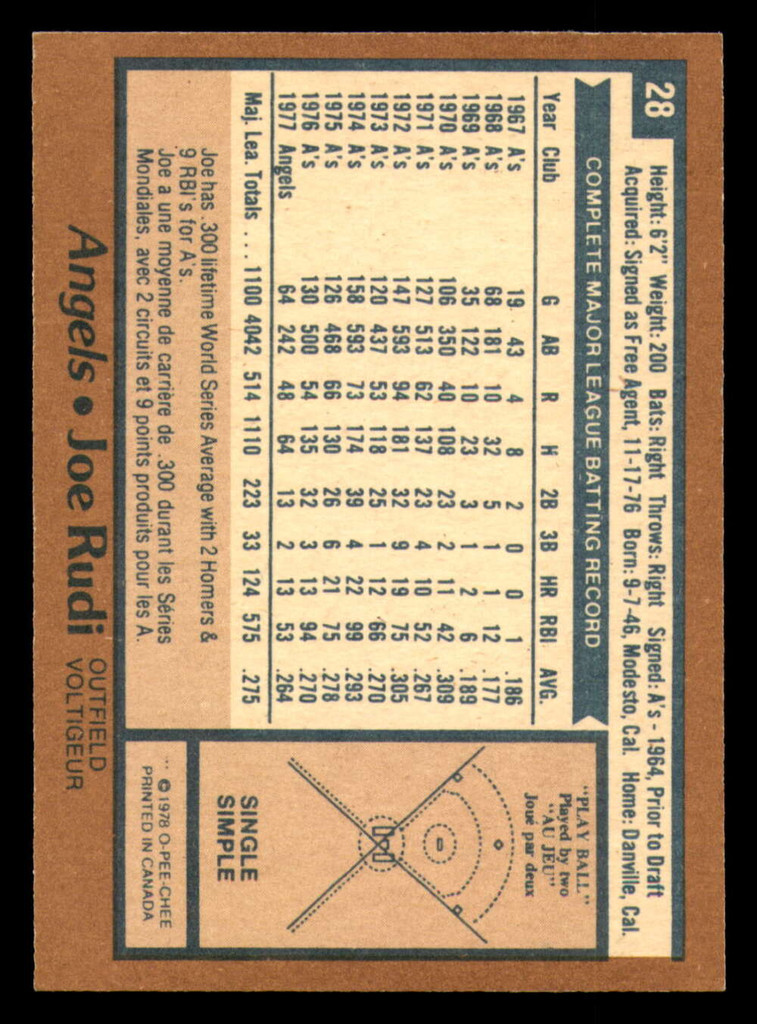 28
Height: 6'2" Weight: 200 Bats: Right Throws: Right Signed: A's - 1964, Prior to Draft
Acquired: Signed as Free Agent, 11-17-76 Born: 9-7-46, Modesto, Cal. Home: Danville, Cal.
COMPLETE MAJOR LEAGUE BATTING RECORD
Year Club G AB R H 2B 3B HR RBI AVG.
1967 A's 19 43 4 8 2 0 0 1 .186
1968 A's 68 181 10 32 5 1 1 12 .177
1969 A's 35 122 10 23 3 1 2 6 .189
1970 A's 106 350 40 108 23 2 11 42 .309
1971 A's 127 513 62 137 23 4 10 52 .267
1972 A's 147 593 94 181 32 9 19 75 .305
1973 A's 120 437 53 118 25 1 12 66 .270
1974 A's 158 593 73 174 39 4 22 99 .293
1975 A's 126 468 66 130 26 6 21 75 .278
1976 A's 130 500 54 135 32 3 13 94 .270
1977 Angels 64 242 48 64 13 2 13 53 .264
Maj. Lea. Totals . . . 1100 4042 514 1110 223 33 124 575 .275
Joe has .300 lifetime World Series Average with 2 Homers &
9 RBI's for A's.
Joe a une moyenne de carrière de .300 durant les Séries
Mondiales, avec 2 circuits et 9 points produits pour les A.
"PLAY BALL"
Played by two
"AU JEU"
Joué par deux
SINGLE
SIMPLE
... © 1978 O-PEE-CHEE
PRINTED IN CANADA
Angels • Joe Rudi
OUTFIELD
VOLTIGEUR